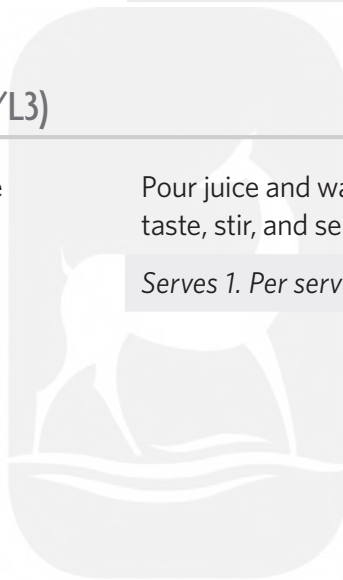 /L3)
Pour juice and wa
taste, stir, and se
Serves 1. Per serv